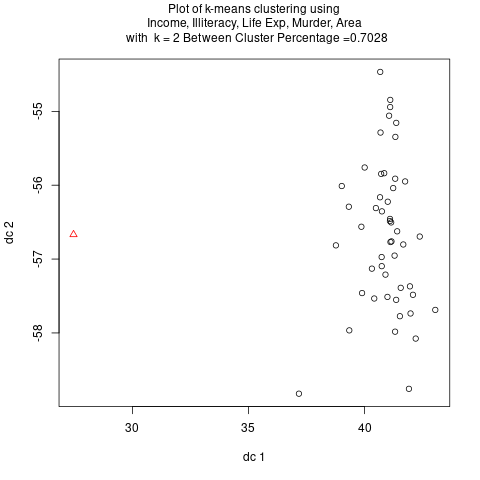 Plot of k-means clustering using
Income, Illiteracy, Life Exp, Murder, Area
with k = 2 Between Cluster Percentage =0.7028
-55
-56
-57
-58
dc 2
30
35
40
dc 1